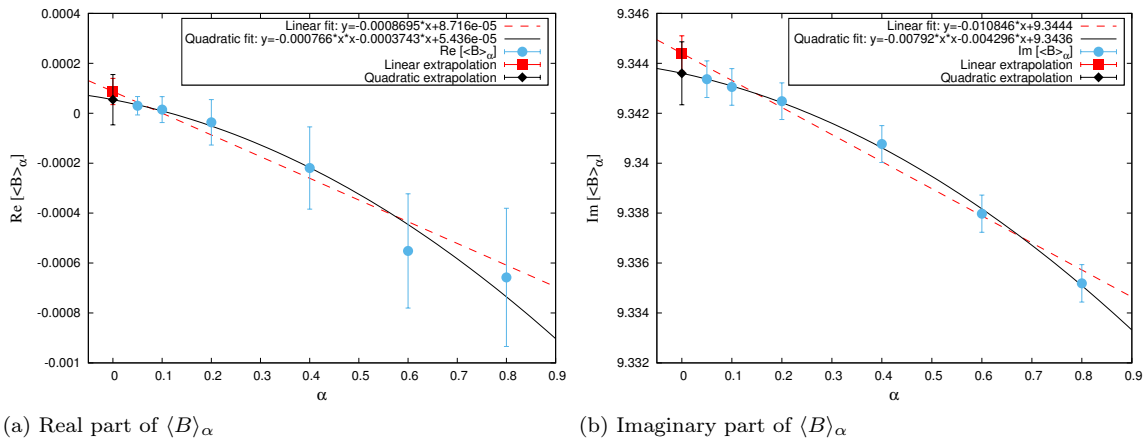 Linear fit: y=-0.0008695*x+8.716e-05
Quadratic fit: y=-0.000766*x*x-0.0003743*x+5.436e-05
Re [<B>α]
Linear extrapolation
Quadratic extrapolation
0.0004
0.0002
0
-0.0002
-0.0004
-0.0006
-0.0008
-0.001
Re [<B>α]
0 0.1 0.2 0.3 0.4 0.5 0.6 0.7 0.8 0.9
α
(a) Real part of ⟨B⟩α
Linear fit: y=-0.010846*x+9.3444
Quadratic fit: y=-0.00792*x*x-0.004296*x+9.3436
Im [<B>α]
Linear extrapolation
Quadratic extrapolation
9.346
9.344
9.342
9.34
9.338
9.336
9.334
9.332
Im [<B>α]
0 0.1 0.2 0.3 0.4 0.5 0.6 0.7 0.8 0.9
α
(b) Imaginary part of ⟨B⟩α